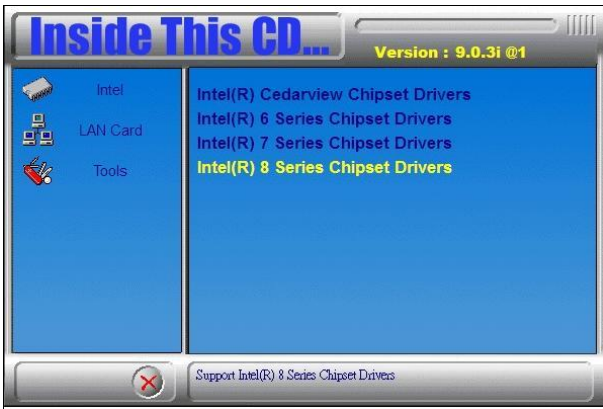 Inside This CD...
Version : 9.0.3i @1
Intel
LAN Card
Tools
Intel(R) Cedarview Chipset Drivers
Intel(R) 6 Series Chipset Drivers
Intel(R) 7 Series Chipset Drivers
Intel(R) 8 Series Chipset Drivers
Support Intel(R) 8 Series Chipset Drivers